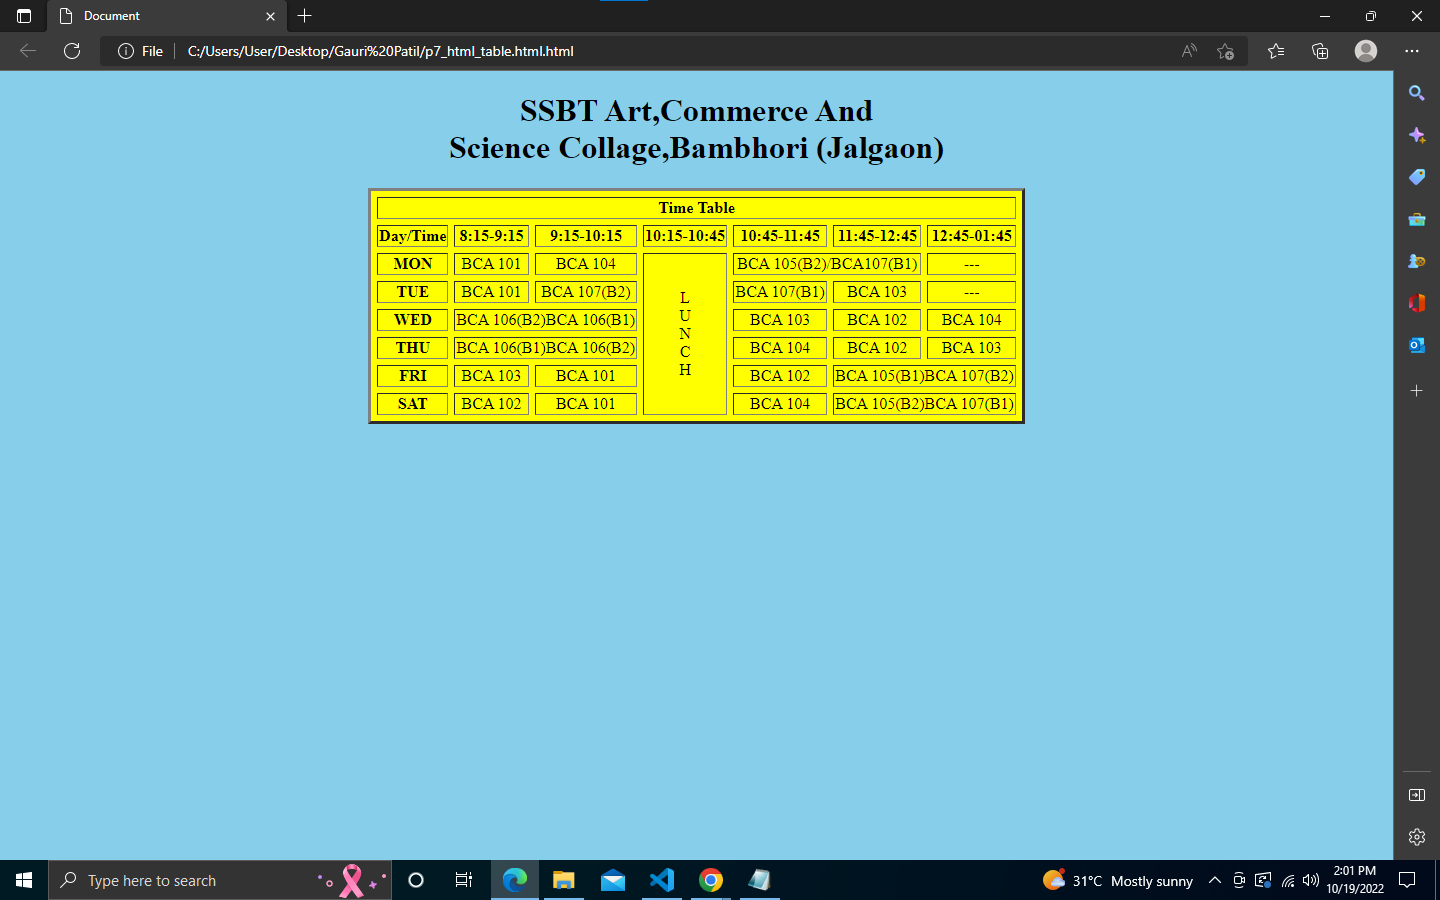 Document
File C:/Users/User/Desktop/Gauri%20Patil/p7_html_table.html.html
SSBT Art,Commerce And
Science Collage,Bambhori (Jalgaon)
Time Table
Day/Time 8:15-9:15 9:15-10:15 10:15-10:45 10:45-11:45 11:45-12:45 12:45-01:45
MON BCA 101 BCA 104 BCA 105(B2)/BCA107(B1) ---
TUE BCA 101 BCA 107(B2) BCA 107(B1) BCA 103 ---
WED BCA 106(B2)BCA 106(B1) BCA 103 BCA 102 BCA 104
THU BCA 106(B1)BCA 106(B2) BCA 104 BCA 102 BCA 103
FRI BCA 103 BCA 101 BCA 102 BCA 105(B1)BCA 107(B2)
SAT BCA 102 BCA 101 BCA 104 BCA 105(B2)BCA 107(B1)
L
U
N
C
H
Type here to search
31°C Mostly sunny
2:01 PM
10/19/2022